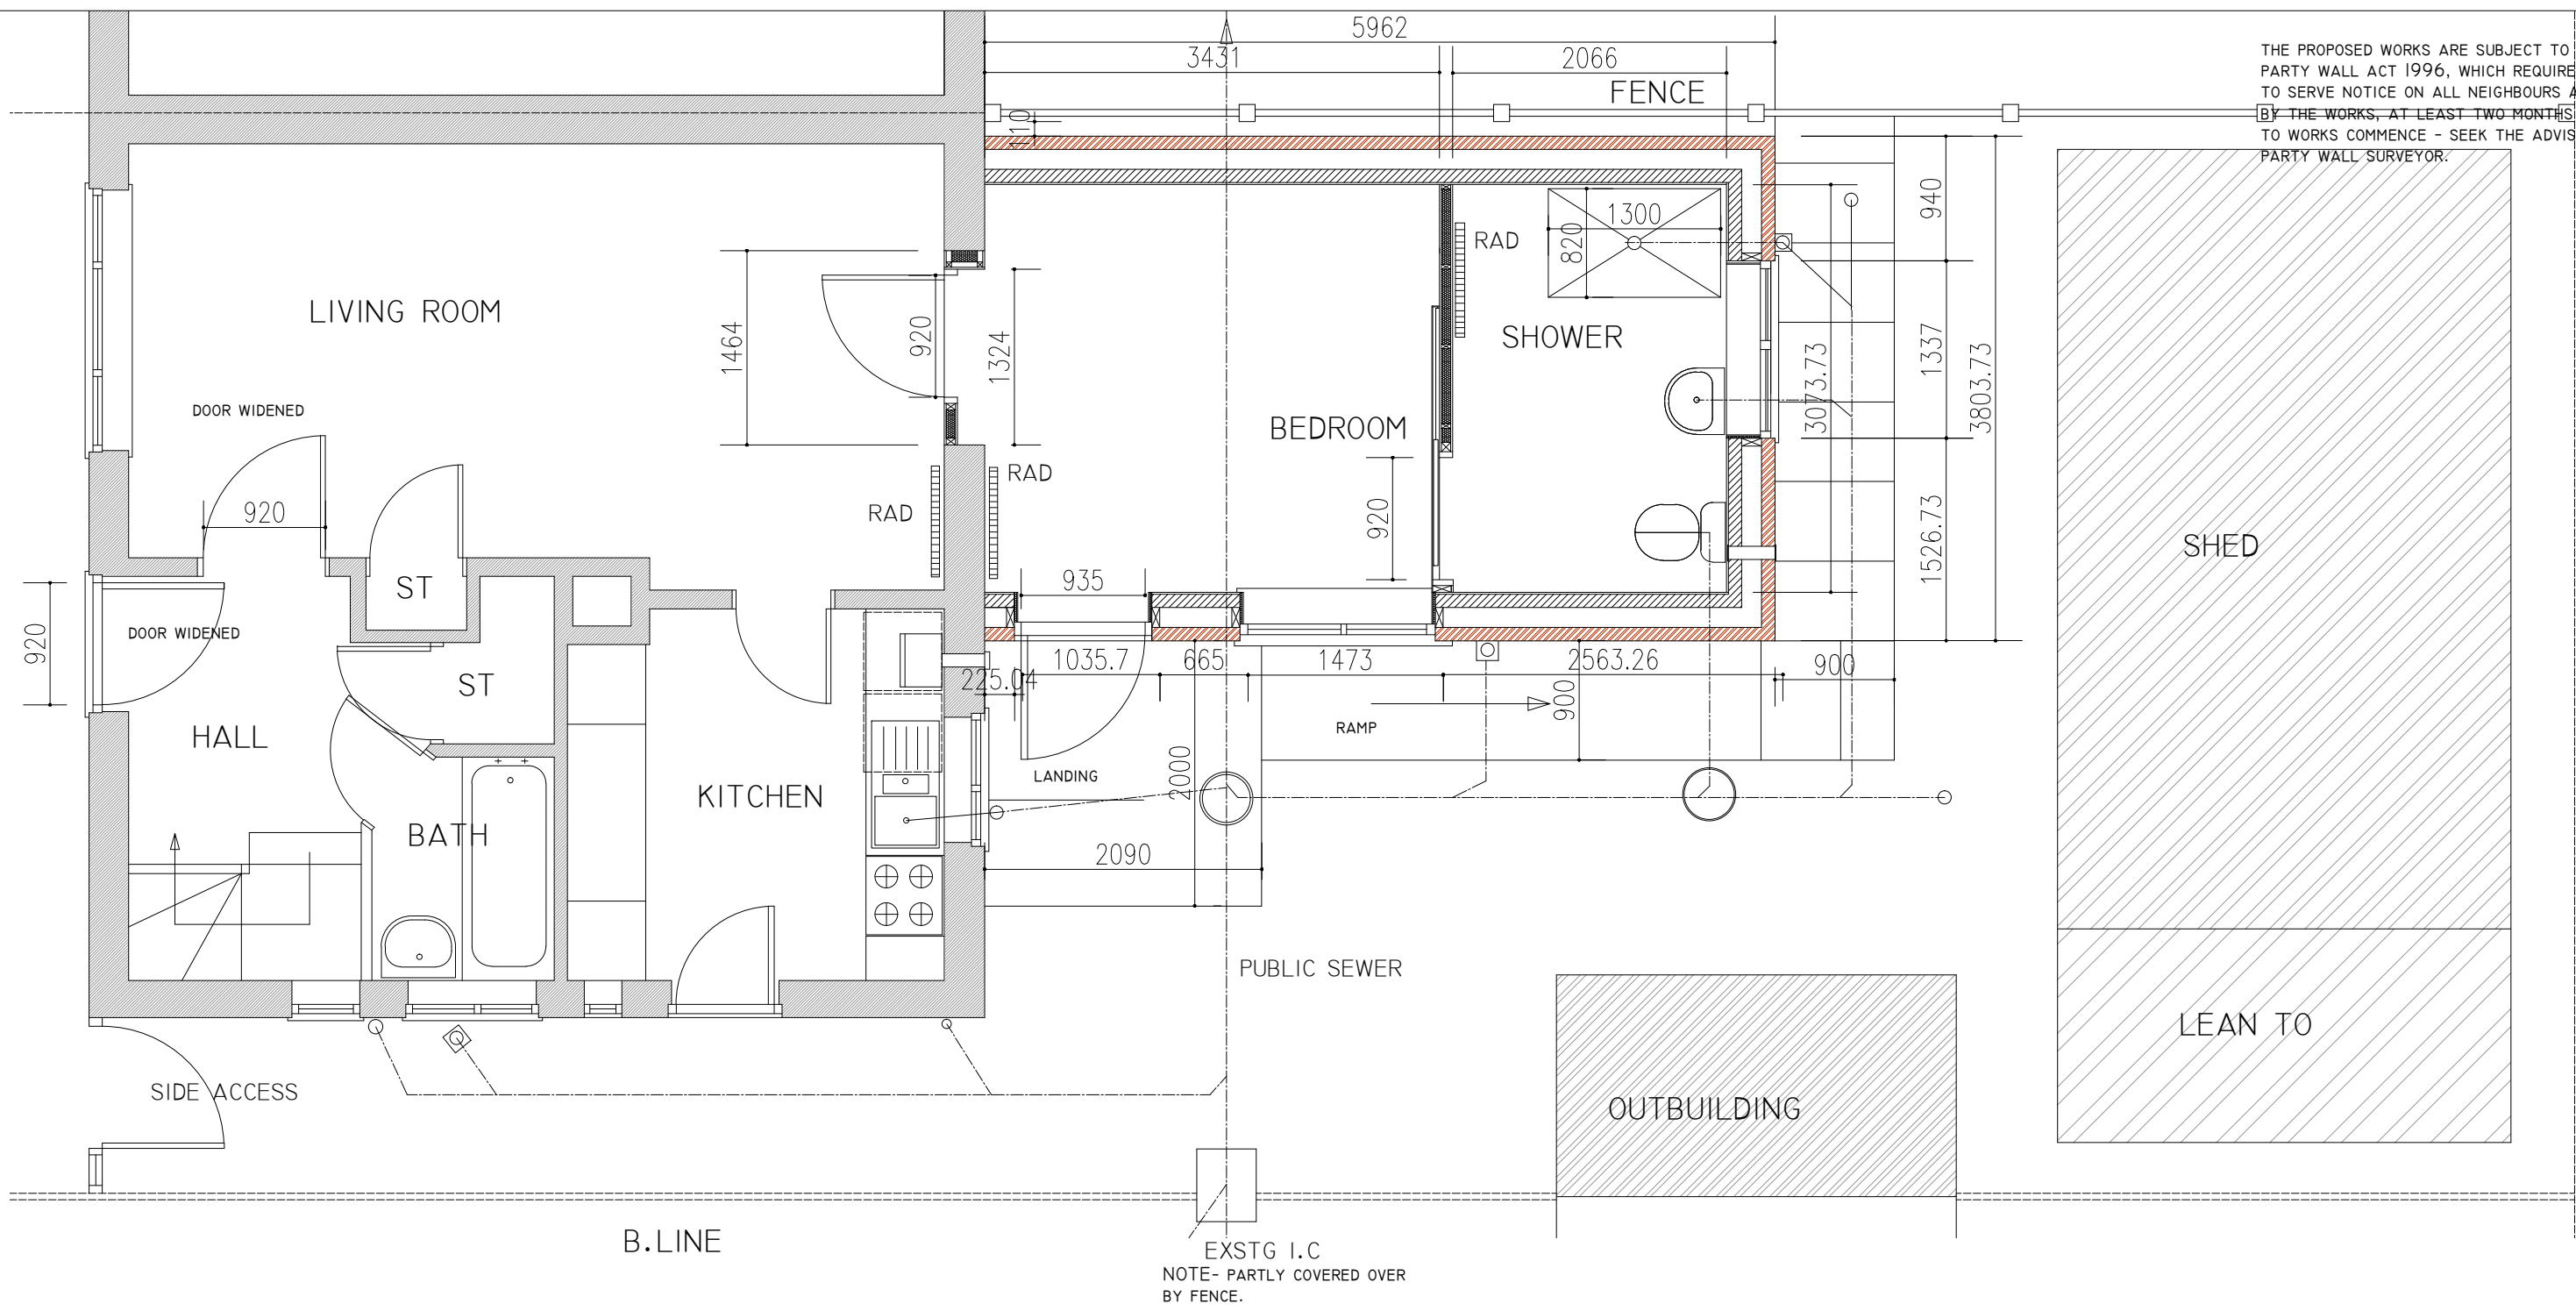 5962
3431
2066
FENCE
110
THE PROPOSED WORKS ARE SUBJECT TO
PARTY WALL ACT 1996, WHICH REQUIRE
TO SERVE NOTICE ON ALL NEIGHBOURS A
BY THE WORKS, AT LEAST TWO MONTHS
TO WORKS COMMENCE - SEEK THE ADVIS
PARTY WALL SURVEYOR.
940
1300
820
RAD
LIVING ROOM
SHOWER
1464
920
1324
1337
3073.73
3803.73
DOOR WIDENED
BEDROOM
RAD
RAD
920
920
1526.73
SHED
ST
935
920
DOOR WIDENED
1035.7
665
1473
2563.26
900
225.04
ST
900
RAMP
HALL
LANDING
2000
KITCHEN
BATH
2090
PUBLIC SEWER
LEAN TO
SIDE ACCESS
OUTBUILDING
B.LINE
EXSTG I.C
NOTE- PARTLY COVERED OVER
BY FENCE.